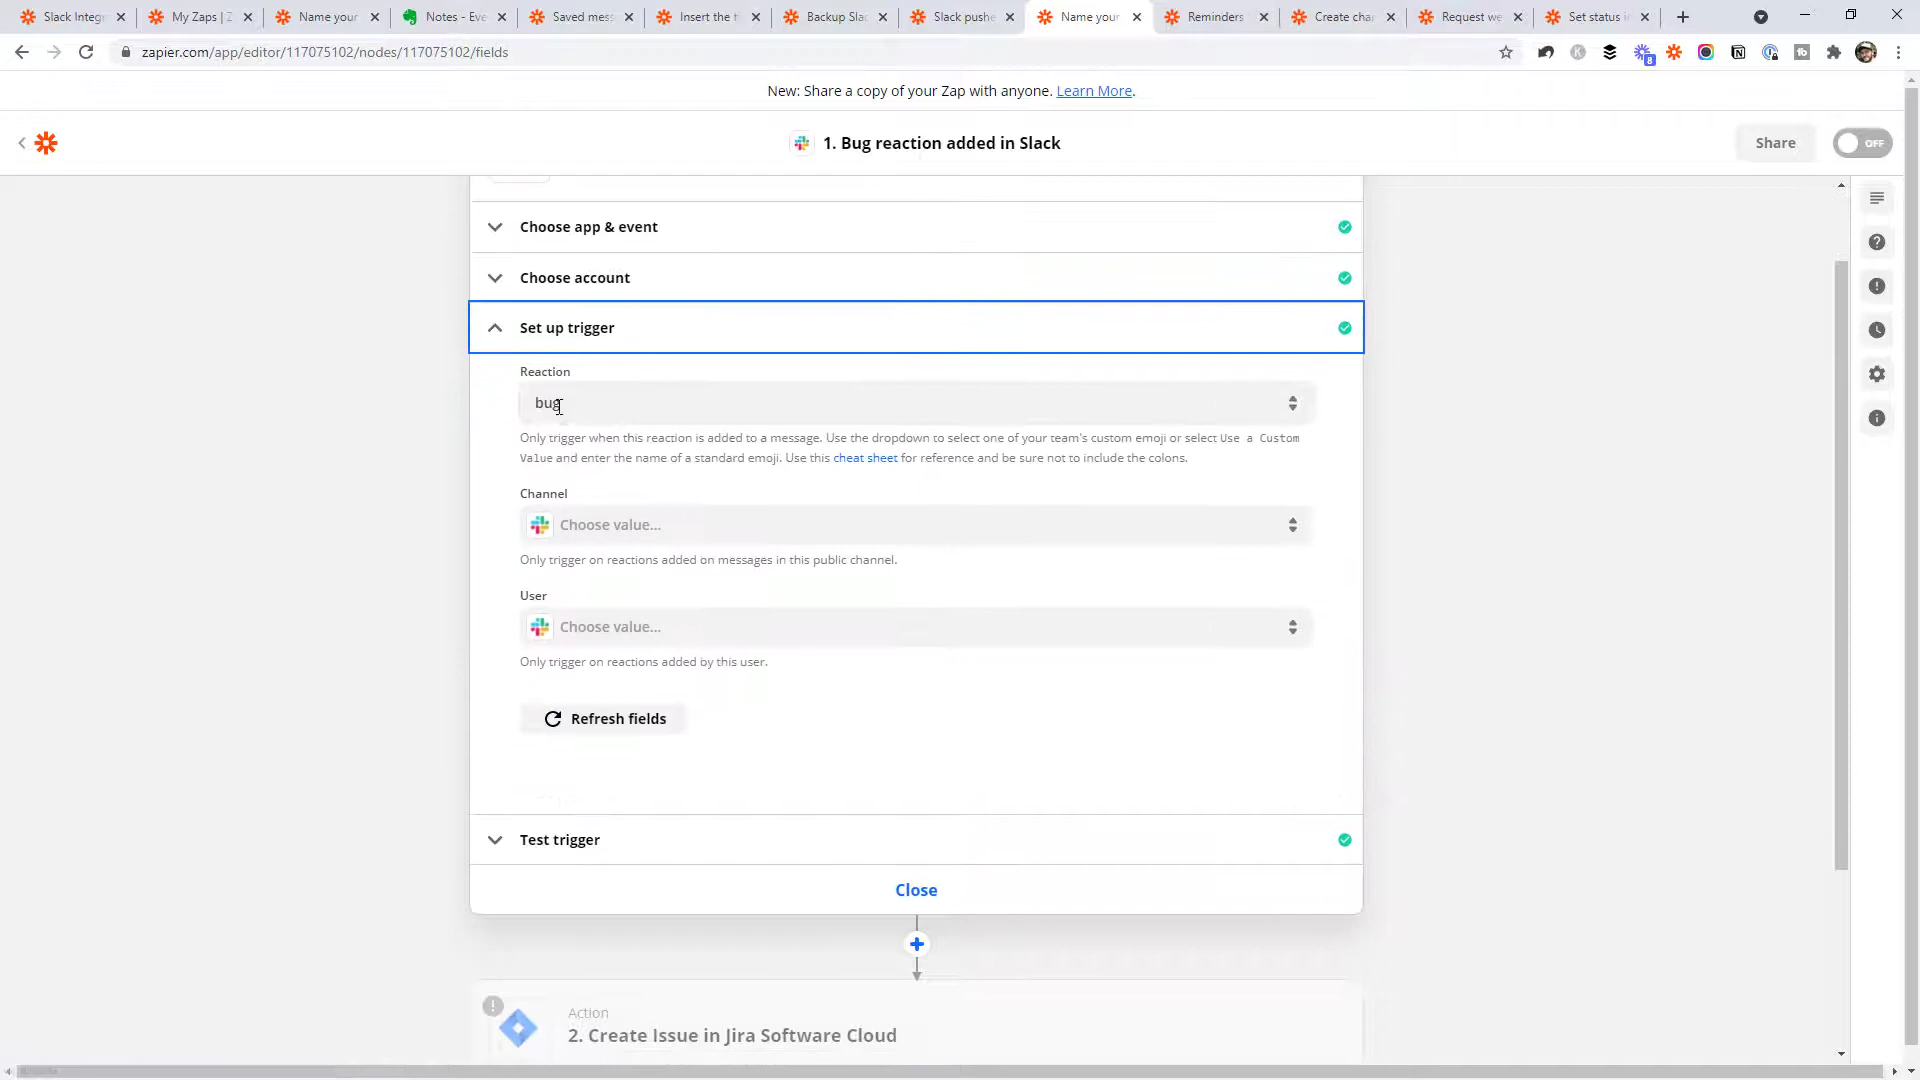 Slack Integ
My Zaps | Z
Name your
Notes - Eve
Saved mess
Insert the t
Backup Slac
Slack pushe
Name your
Reminders
Create chan
Request we
Set status in
zapier.com/app/editor/117075102/nodes/117075102/fields
8
New: Share a copy of your Zap with anyone. Learn More.
1. Bug reaction added in Slack
Share
OFF
Choose app & event
Choose account
Set up trigger
Reaction
bug
Only trigger when this reaction is added to a message. Use the dropdown to select one of your team's custom emoji or select Use a Custom
Value and enter the name of a standard emoji. Use this cheat sheet for reference and be sure not to include the colons.
Channel
Choose value...
Only trigger on reactions added on messages in this public channel.
User
Choose value...
Only trigger on reactions added by this user.
Refresh fields
Test trigger
Close
Action
2. Create Issue in Jira Software Cloud